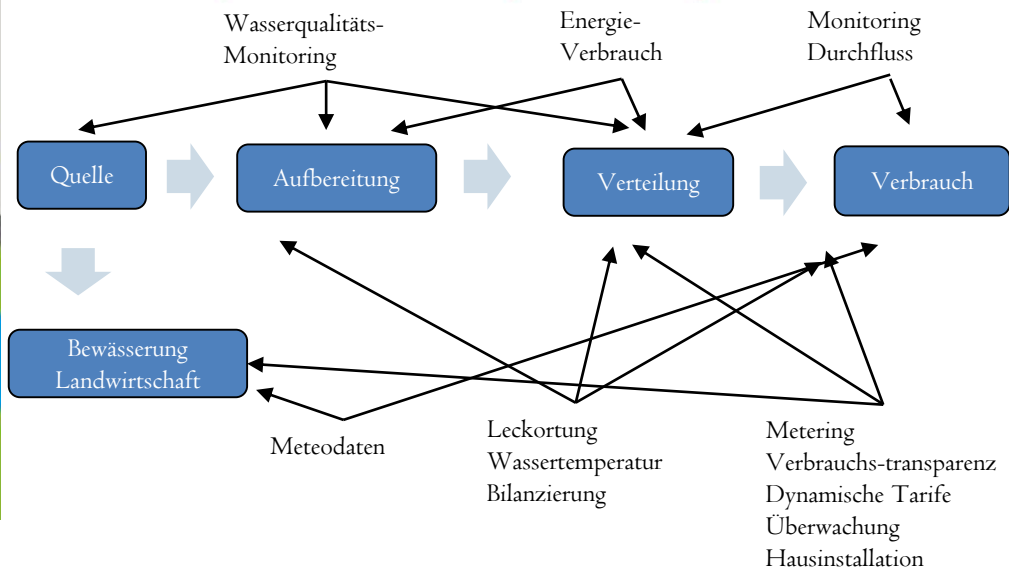 Wasserqualitäts-
Monitoring
Energie-
Verbrauch
Monitoring
Durchfluss
Quelle
Aufbereitung
Verteilung
Verbrauch
Bewässerung
Landwirtschaft
Meteodaten
Leckortung
Wassertemperatur
Bilanzierung
Metering
Verbrauchs-transparenz
Dynamische Tarife
Überwachung
Hausinstallation